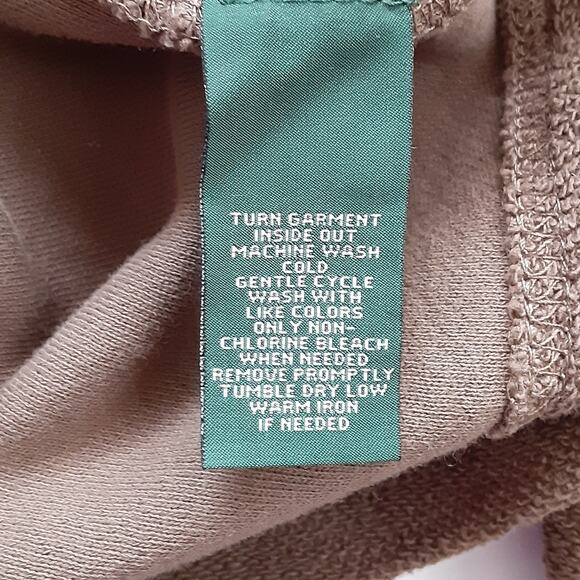 TURN GARMENT
INSIDE OUT
MACHINE WASH
COLD
GENTLE CYCLE
WASH WITH
LIKE COLORS
ONLY NON-
CHLORINE BLEACH
WHEN NEEDED
REMOVE PROMPTLY
TUMBLE DRY LOW
WARM IRON
IF NEEDED